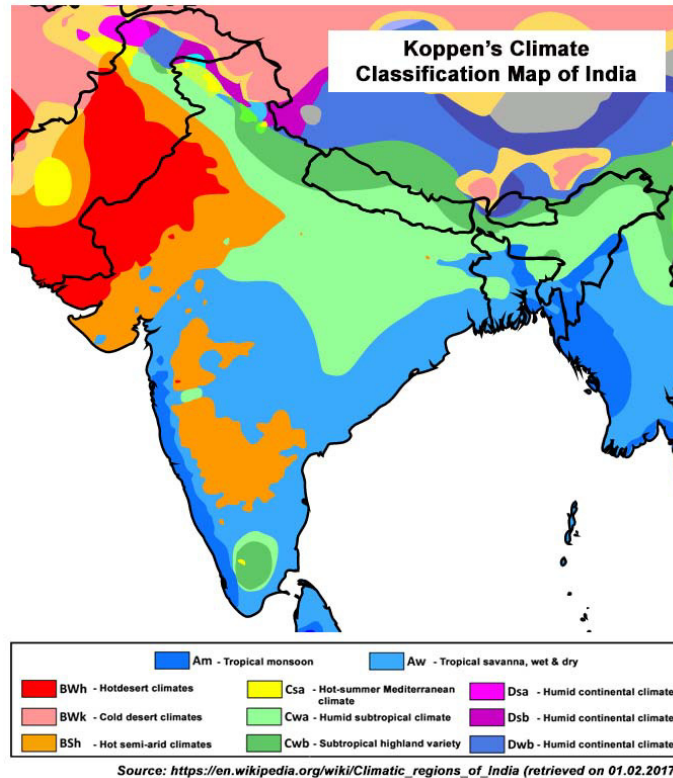 Koppen's Climate
Classification Map of India
Am - Tropical monsoon
Aw - Tropical savanna, wet & dry
BWh - Hotdesert climates
Csa - Hot-summer Mediterranean
climate
Dsa - Humid continental climate
BWk - Cold desert climates
Cwa - Humid subtropical climate
Dsb - Humid continental climate
BSh - Hot semi-arid climates
Cwb - Subtropical highland variety
Dwb - Humid continental climate
Source: https://en.wikipedia.org/wiki/Climatic_regions_of_India (retrieved on 01.02.2017